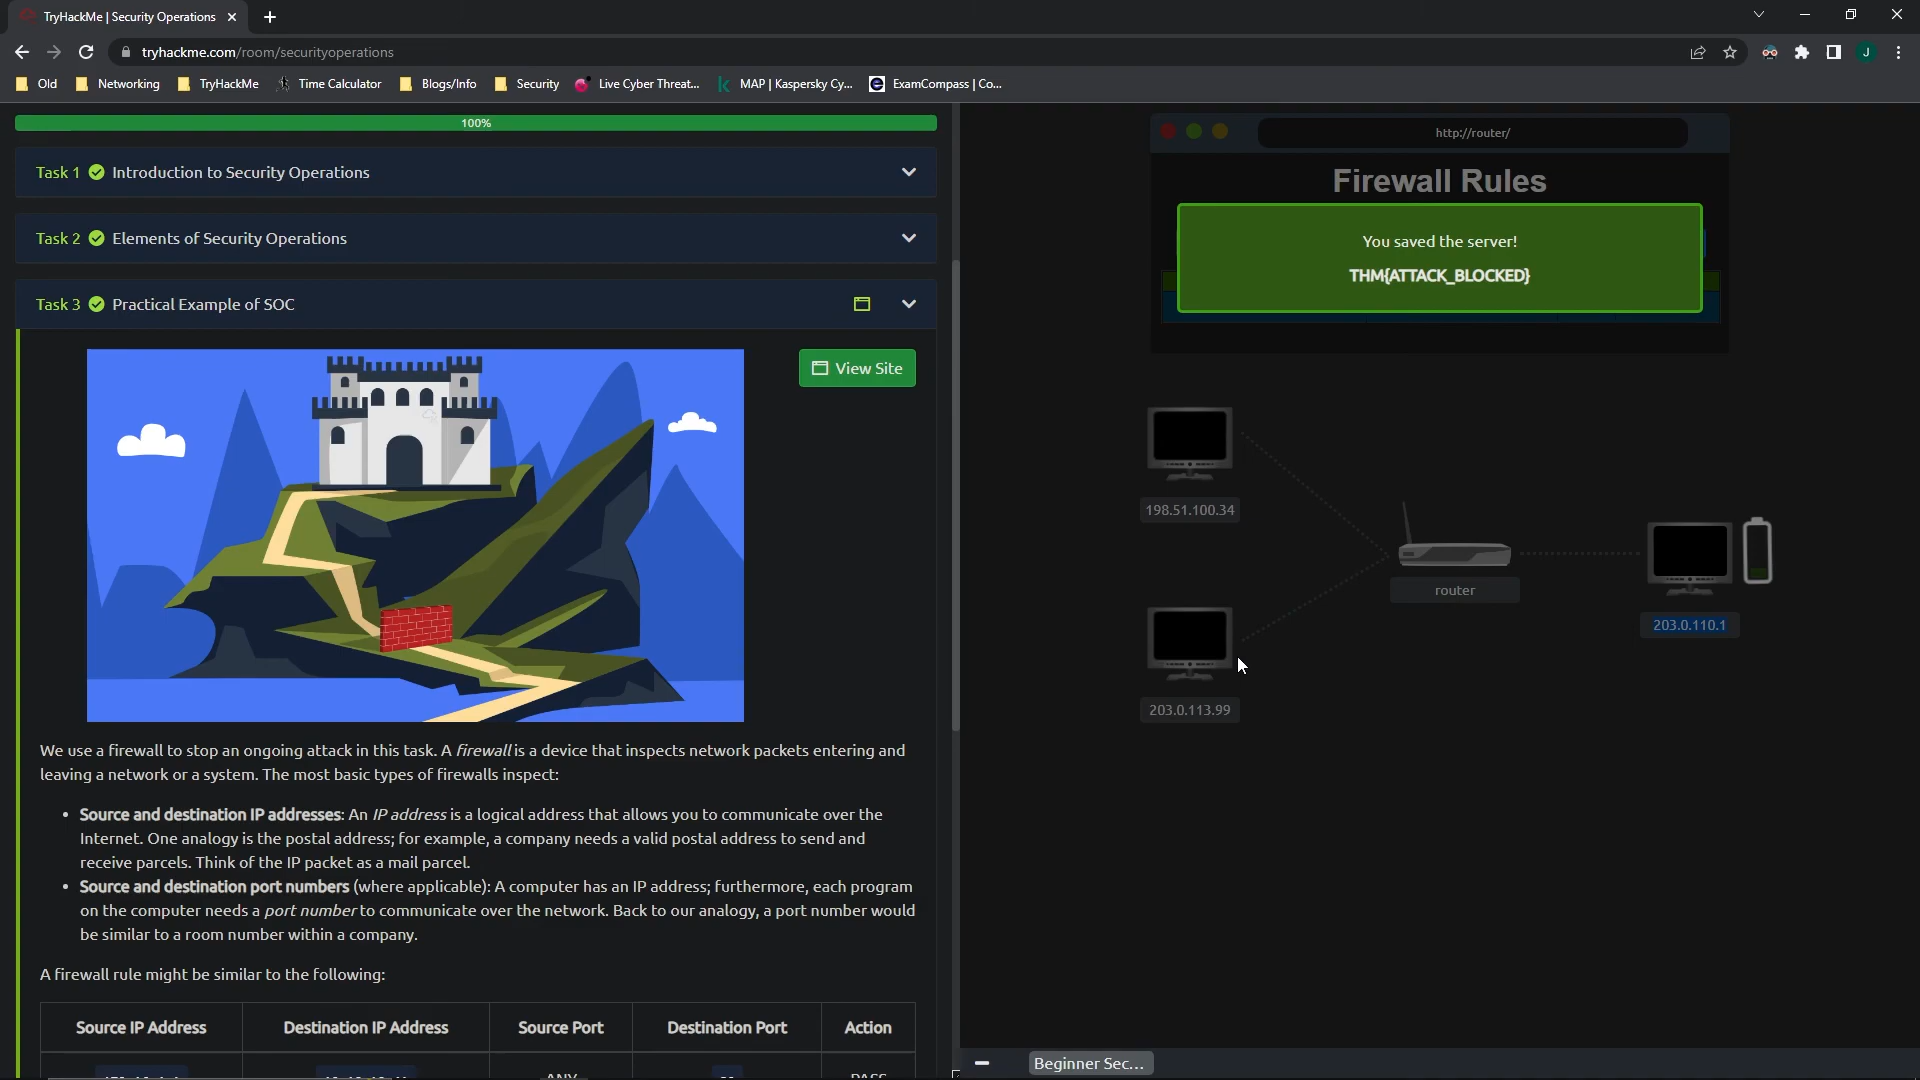 TryHackMe | Security Operations
tryhackme.com/room/securityoperations
J
Old
Networking
TryHackMe
Time Calculator
Blogs/Info
Security
Live Cyber Threat...
MAP | Kaspersky Cy...
ExamCompass | Co...
100%
Task 1 Introduction to Security Operations
Task 2 Elements of Security Operations
Task 3 Practical Example of SOC
View Site
We use a firewall to stop an ongoing attack in this task. A firewall is a device that inspects network packets entering and
leaving a network or a system. The most basic types of firewalls inspect:
• Source and destination IP addresses: An IP address is a logical address that allows you to communicate over the
Internet. One analogy is the postal address; for example, a company needs a valid postal address to send and
receive parcels. Think of the IP packet as a mail parcel.
• Source and destination port numbers (where applicable): A computer has an IP address; furthermore, each program
on the computer needs a port number to communicate over the network. Back to our analogy, a port number would
be similar to a room number within a company.
A firewall rule might be similar to the following:
Source IP Address Destination IP Address Source Port Destination Port Action
http://router/
Firewall Rules
You saved the server!
THM{ATTACK_BLOCKED}
198.51.100.34
router
203.0.110.1
203.0.113.99
Beginner Sec...